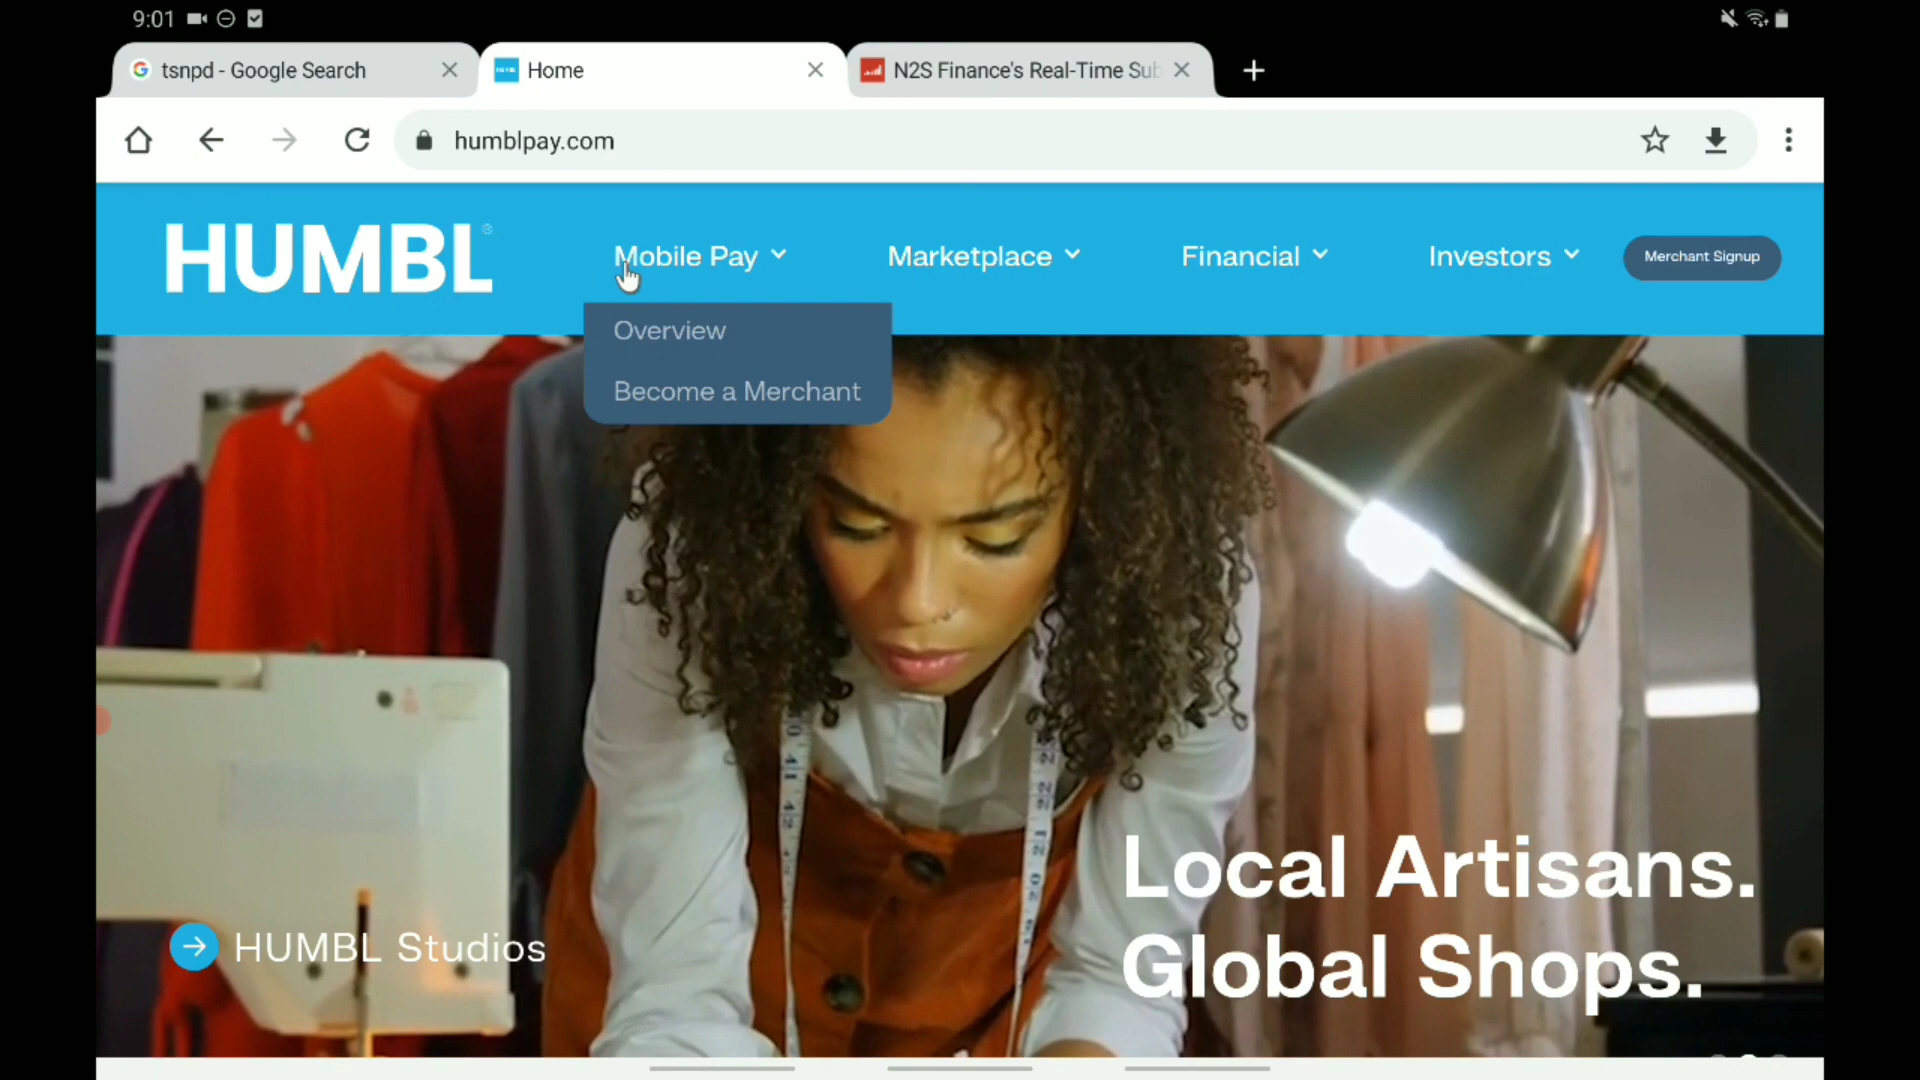 9:01
tsnpd - Google Search
Home
N2S Finance's Real-Time Sub
humblpay.com
HUMBL
Mobile Pay
Marketplace
Financial
Investors
Merchant Signup
Overview
Become a Merchant
Local Artisans.
Global Shops.
HUMBL Studios